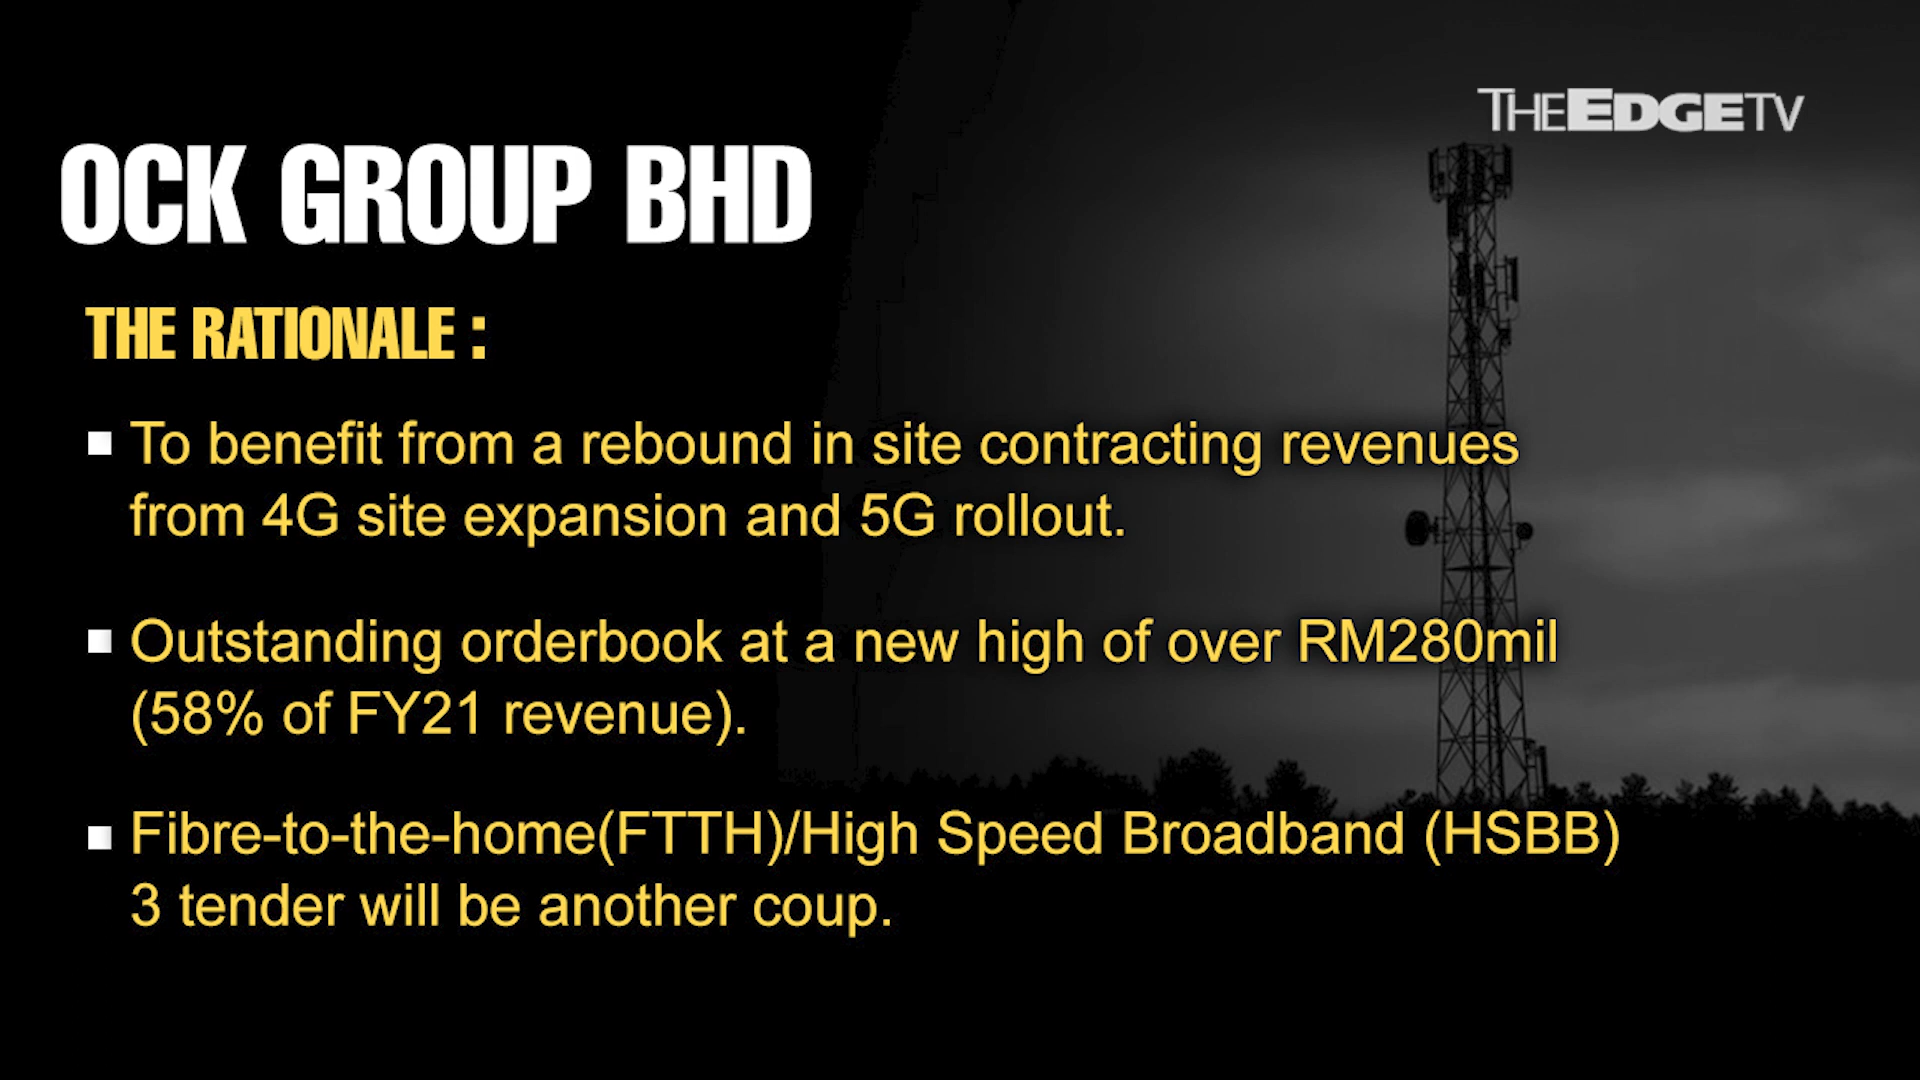 THEEDGETV
OCK GROUP BHD
THE RATIONALE :
To benefit from a rebound in site contracting revenues
from 4G site expansion and 5G rollout.
Outstanding orderbook at a new high of over RM280mil
(58% of FY21 revenue).
Fibre-to-the-home(FTTH)/High Speed Broadband (HSBB)
3 tender will be another coup.